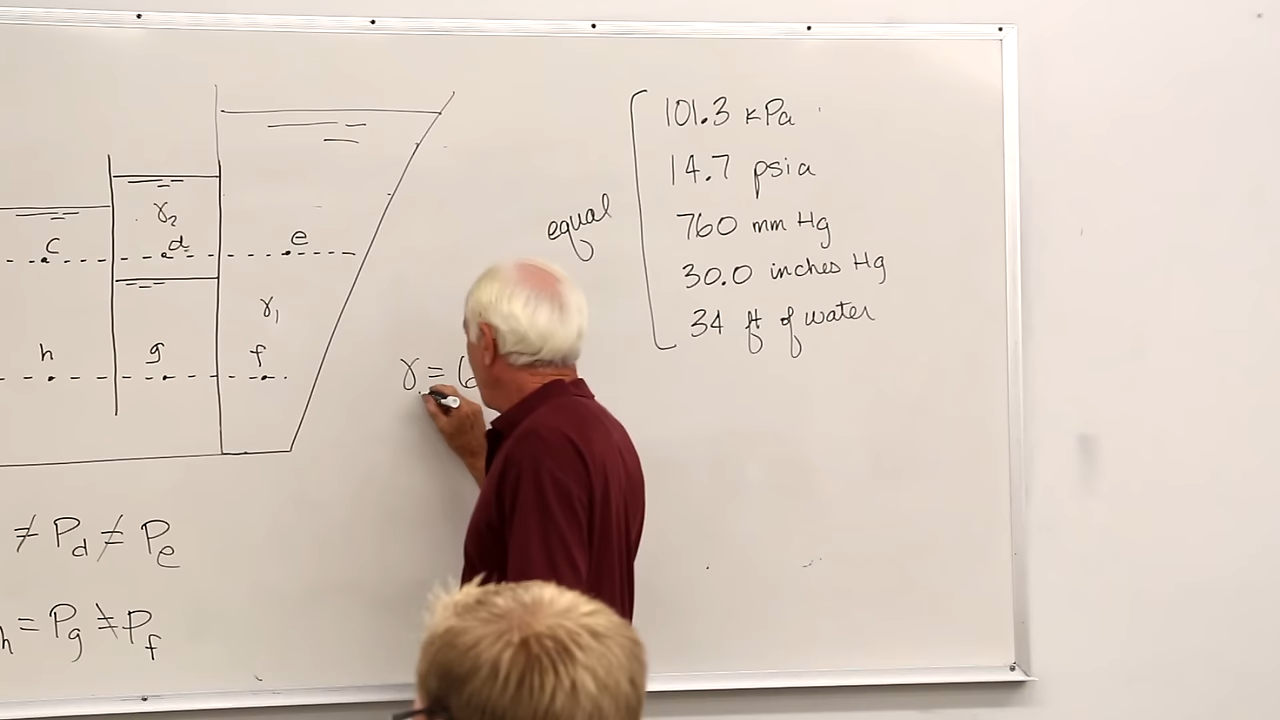 γ₂
c
d
e
γ₁
h
g
f
≠ P_d ≠ P_e
h = P_g ≠ P_f
equal
101.3 kPa
14.7 psia
760 mm Hg
30.0 inches Hg
34 ft of water
γ = 6